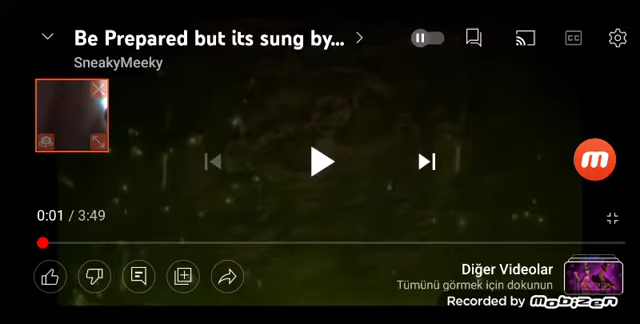 Be Prepared but its sung by...
SneakyMeeky
CC
m
0:01 / 3:49
Diğer Videolar
Tümünü görmek için dokunun
Recorded by Mobizen